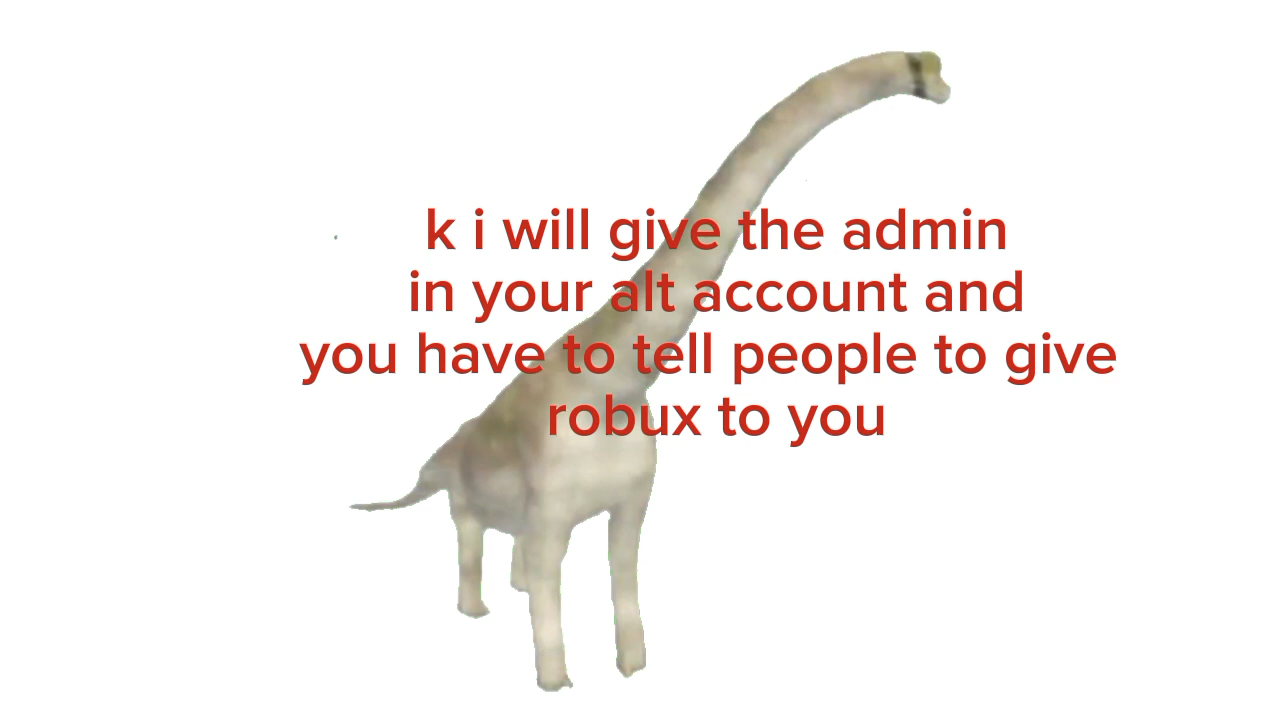 k i will give the admin
in your alt account and
you have to tell people to give
robux to you